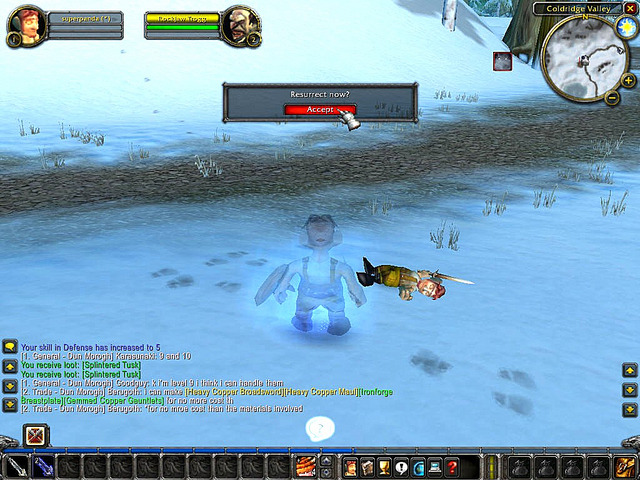 superpanda (*)
Rockjaw Trogg
Coldridge Valley
N
1
2
Resurrect now?
Accept
Your skill in Defense has increased to 5
[1. General - Dun Morogh] Karasunaki: 9 and 10
You receive loot: [Splintered Tusk]
You receive loot: [Splintered Tusk]
[1. General - Dun Morogh] Goodguy: k i'm level 9 i think i can handle them
[2. Trade - Dun Morogh] Berugoth: i can make [Heavy Copper Broadsword][Heavy Copper Maul][Ironforge
Breastplate][Gemmed Copper Gauntlets] for no more cost th
[2. Trade - Dun Morogh] Berugoth: *for no mroe cost than the materials involved